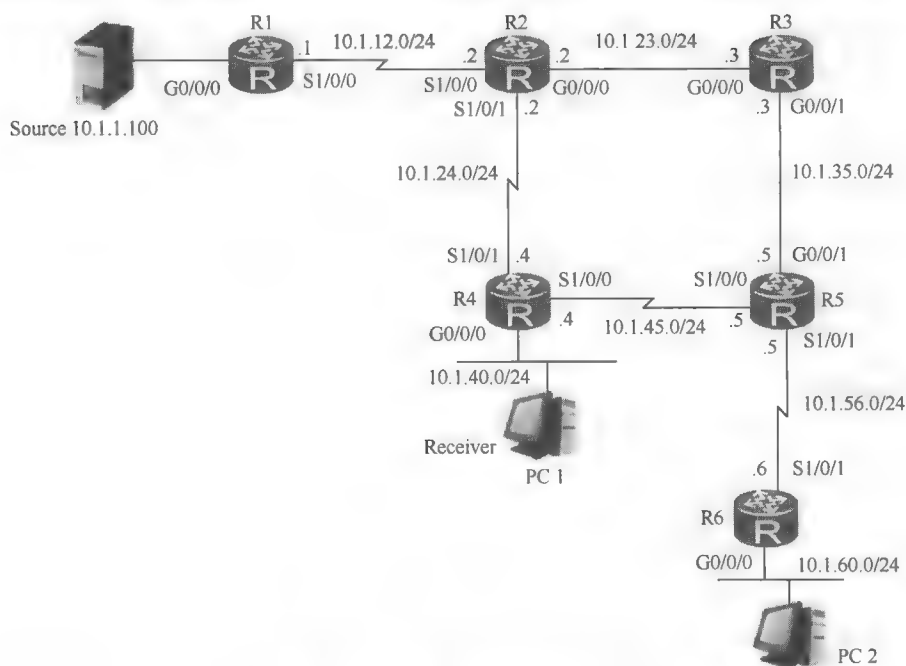 R1
R2
R3
.1
10.1.12.0/24
.2
.2
10.1 23.0/24
.3
G0/0/0
S1/0/0
S1/0/0
G0/0/0
G0/0/0
G0/0/1
R
R
R
S1/0/1
.2
.3
Source 10.1.1.100
10.1.24.0/24
10.1.35.0/24
S1/0/1
.4
.5
G0/0/1
S1/0/0
S1/0/0
R4
R
R
R5
.4
10.1.45.0/24
.5
G0/0/0
.5
S1/0/1
10.1.40.0/24
10.1.56.0/24
Receiver
PC 1
.6
S1/0/1
R6
R
G0/0/0
10.1.60.0/24
PC 2